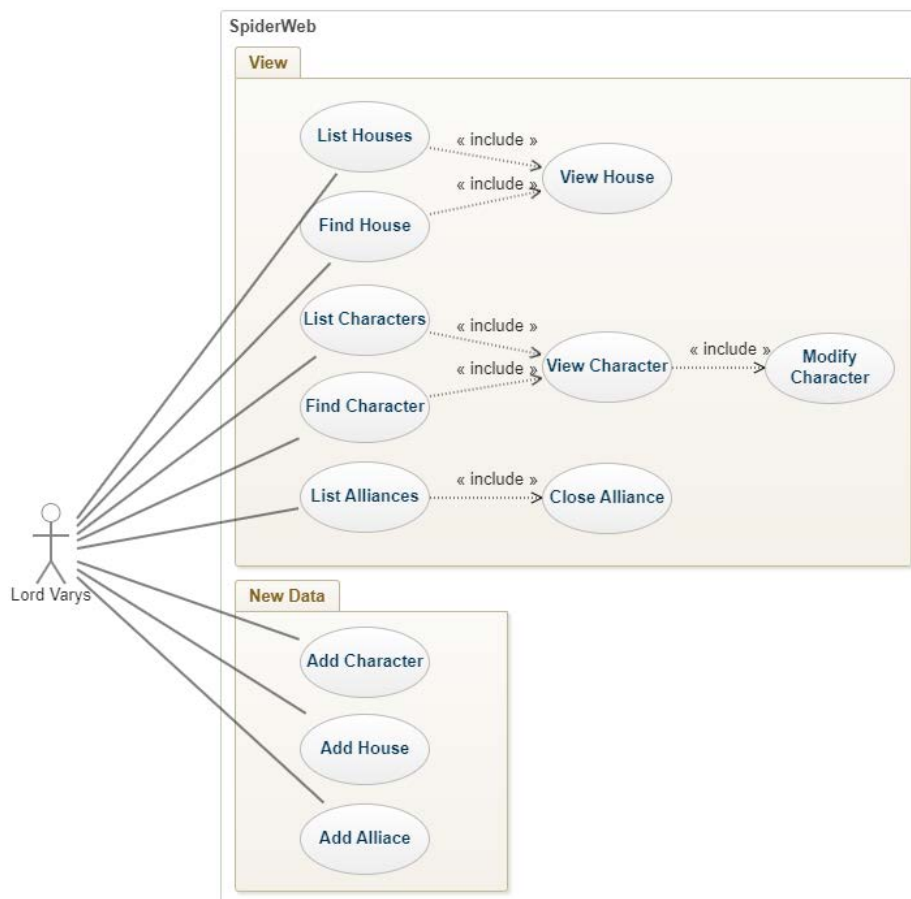 SpiderWeb
View
List Houses
« include »
View House
« include »
Find House
List Characters
« include »
View Character
« include »
Modify
Character
« include »
Find Character
List Alliances
« include »
Close Alliance
Lord Varys
New Data
Add Character
Add House
Add Alliace